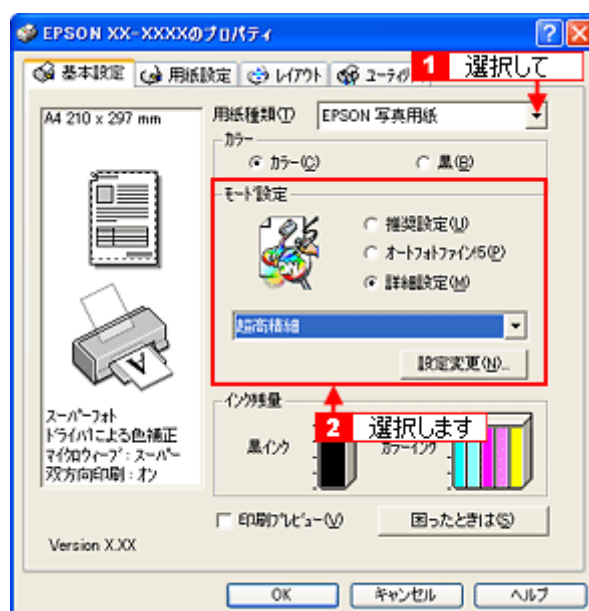 EPSON XX-XXXXのプロパティ
基本設定 用紙設定 レイアウト
1 選択して
A4 210 x 297 mm
用紙種類(T) EPSON 写真用紙
カラー
カラー(C) 黒(B)
モード設定
推奨設定(U)
オートフォトファイン!5(P)
詳細設定(M)
超高精細
設定変更(N)...
インク残量
2 選択します
黒インク カラーインク
スーパーフォト
ドライバによる色補正
マイクロウィーブ:スーパー
双方向印刷:オン
印刷プレビュー(V) 困ったときは(S)
Version X.XX
OK キャンセル ヘルプ